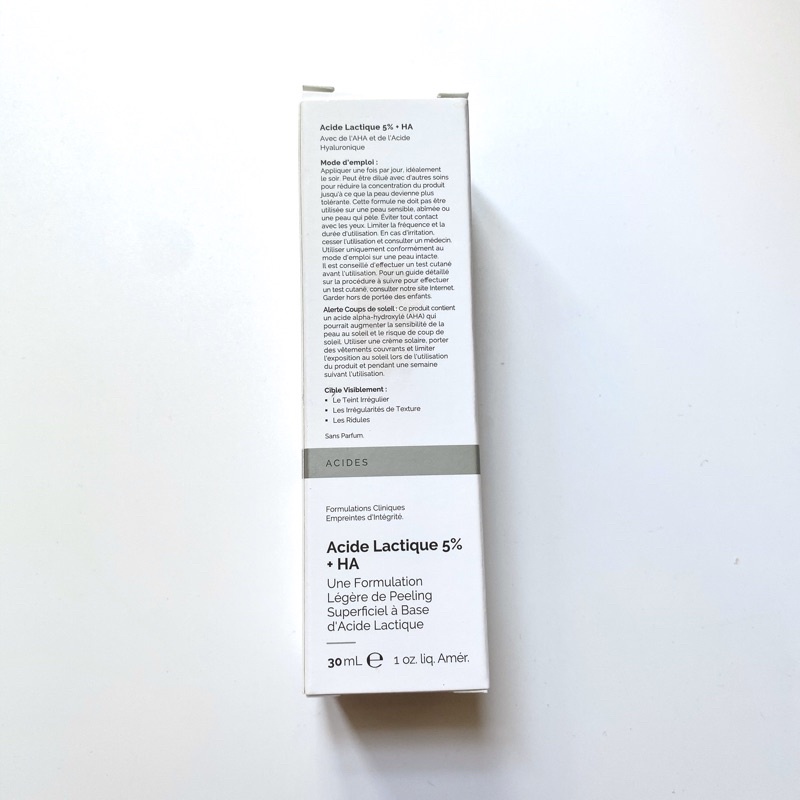 Acide Lactique 5% + HA
Avec de l'AHA et de l'Acide
Hyaluronique
Mode d'emploi :
Appliquer une fois par jour, idéalement
le soir. Peut être dilué avec d'autres soins
pour réduire la concentration du produit
jusqu'à ce que la peau devienne plus
tolérante. Cette formule ne doit pas être
utilisée sur une peau sensible, abîmée ou
une peau qui pèle. Éviter tout contact
avec les yeux. Limiter la fréquence et la
durée d'utilisation. En cas d'irritation,
cesser l'utilisation et consulter un médecin.
Utiliser uniquement conformément au
mode d'emploi sur une peau intacte.
Il est conseillé d'effectuer un test cutané
avant l'utilisation. Pour un guide détaillé
sur la procédure à suivre pour effectuer
un test cutané, consulter notre site Internet.
Garder hors de portée des enfants.
Alerte Coups de soleil : Ce produit contient
un acide alpha-hydroxylé (AHA) qui
pourrait augmenter la sensibilité de la
peau au soleil et le risque de coup de
soleil. Utiliser une crème solaire, porter
des vêtements couvrants et limiter
l'exposition au soleil lors de l'utilisation
du produit et pendant une semaine
suivant l'utilisation.
Cible Visiblement :
• Le Teint Irrégulier
• Les Irrégularités de Texture
• Les Ridules
Sans Parfum.
ACIDES
Formulations Cliniques
Empreintes d'Intégrité.
Acide Lactique 5%
+ HA
Une Formulation
Légère de Peeling
Superficiel à Base
d'Acide Lactique
30 mL ℮ 1 oz. liq. Amér.